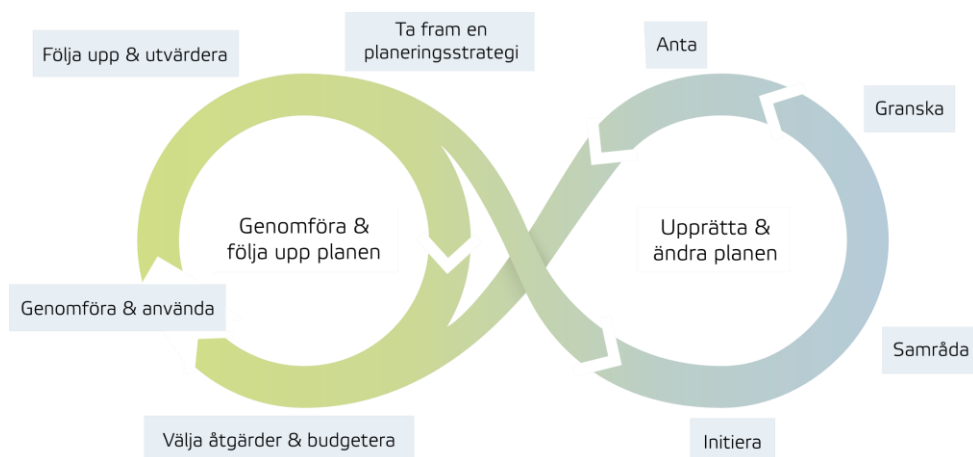 Ta fram en
planeringsstrategi
Följa upp & utvärdera
Anta
Granska
Genomföra &
följa upp planen
Upprätta &
ändra planen
Genomföra & använda
Samråda
Välja åtgärder & budgetera
Initiera